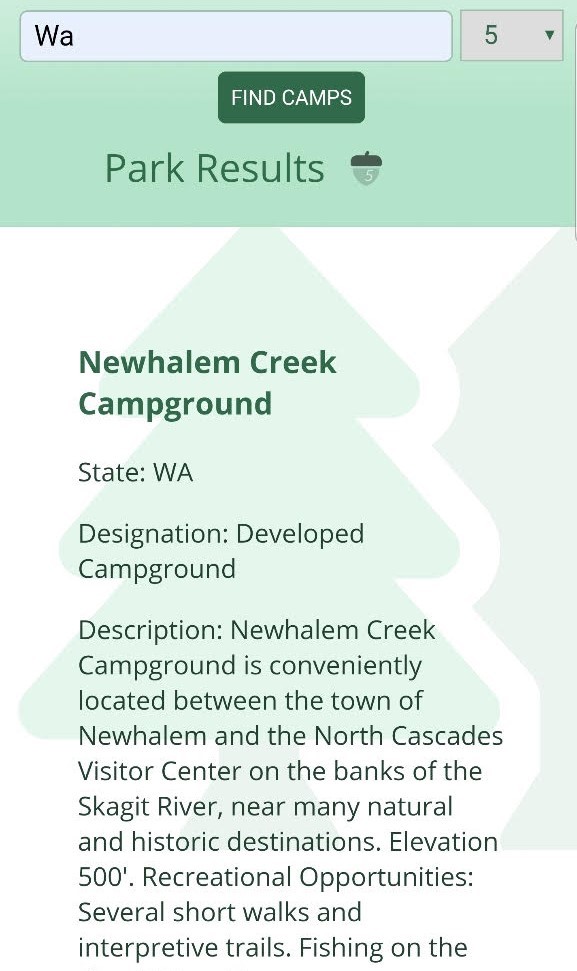 Wa
5
FIND CAMPS
Park Results
5
Newhalem Creek
Campground
State: WA
Designation: Developed
Campground
Description: Newhalem Creek
Campground is conveniently
located between the town of
Newhalem and the North Cascades
Visitor Center on the banks of the
Skagit River, near many natural
and historic destinations. Elevation
500'. Recreational Opportunities:
Several short walks and
interpretive trails. Fishing on the